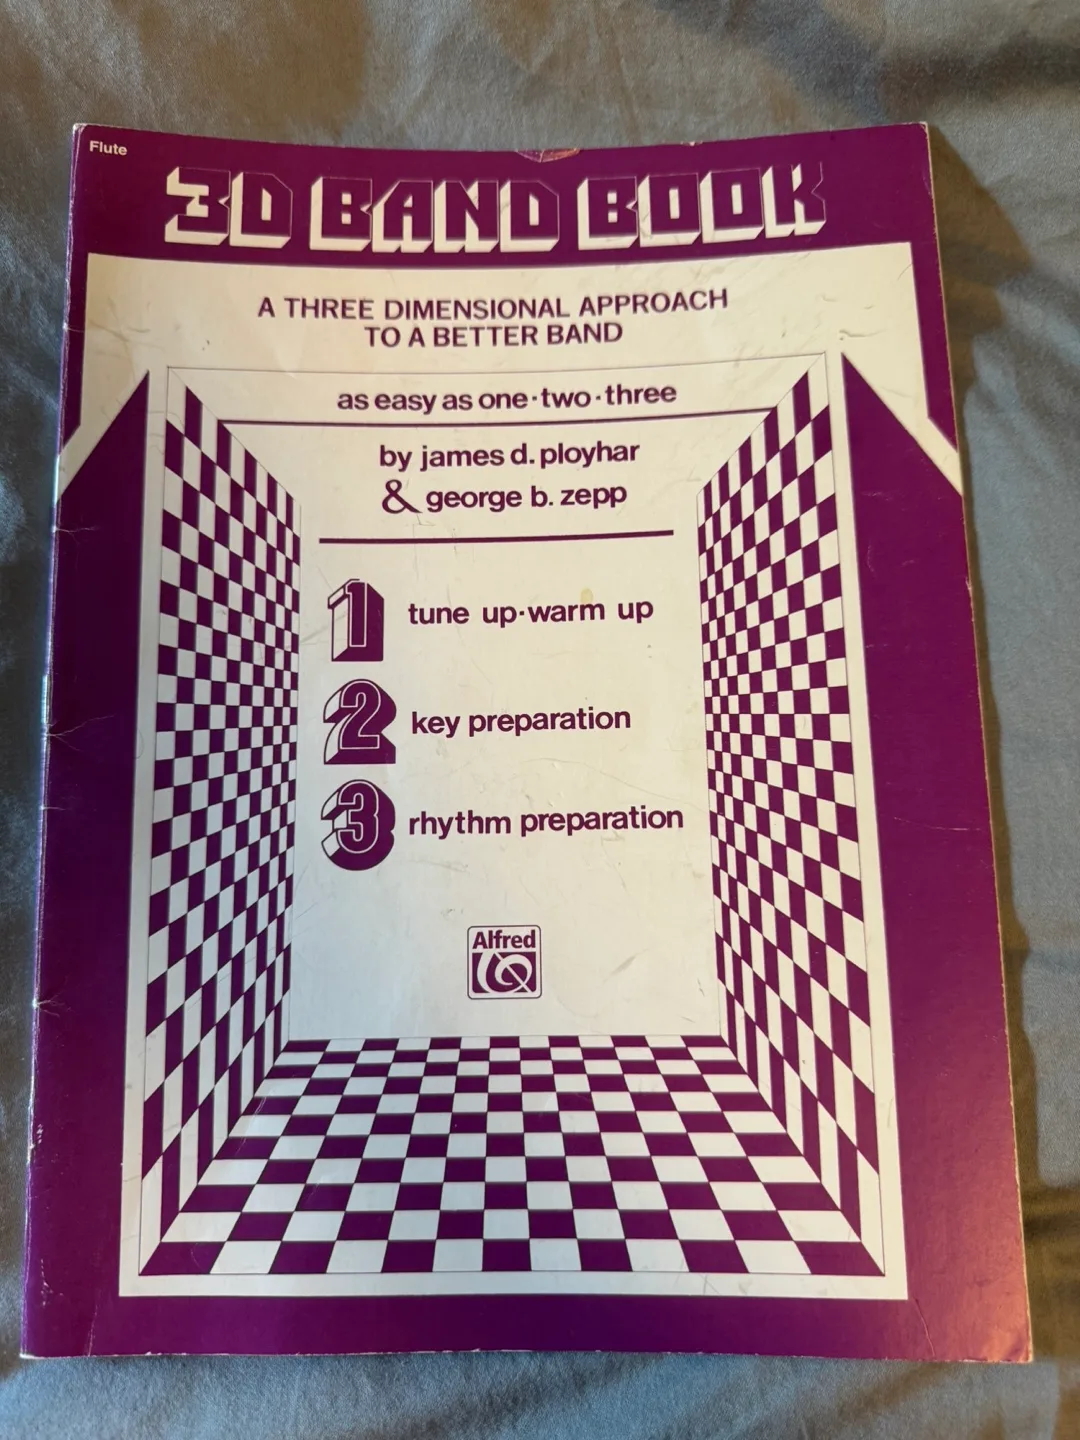 Flute
3D BAND BOOK
A THREE DIMENSIONAL APPROACH
TO A BETTER BAND
as easy as one·two·three
by james d. ployhar
& george b. zepp
1 tune up·warm up
2 key preparation
3 rhythm preparation
Alfred